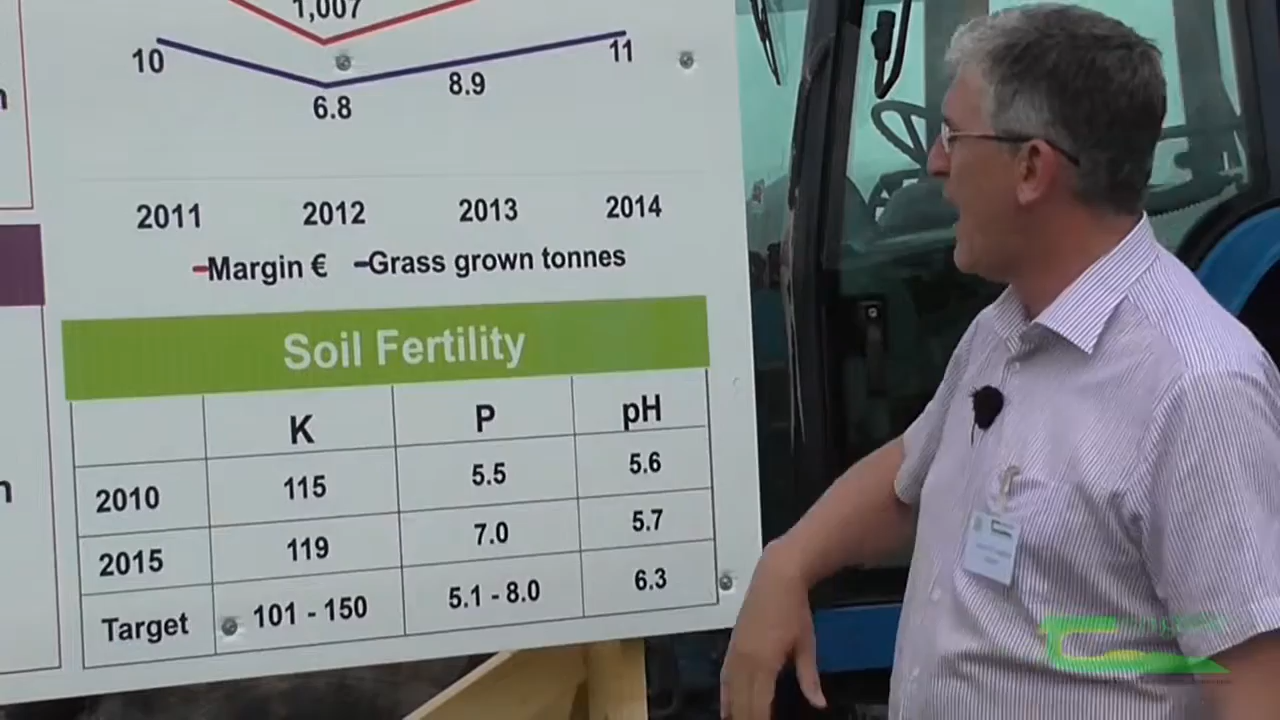 1,007
10 6.8 8.9 11
2011 2012 2013 2014
Margin € Grass grown tonnes
Soil Fertility
K P pH
2010 115 5.5 5.6
2015 119 7.0 5.7
Target 101 - 150 5.1 - 8.0 6.3